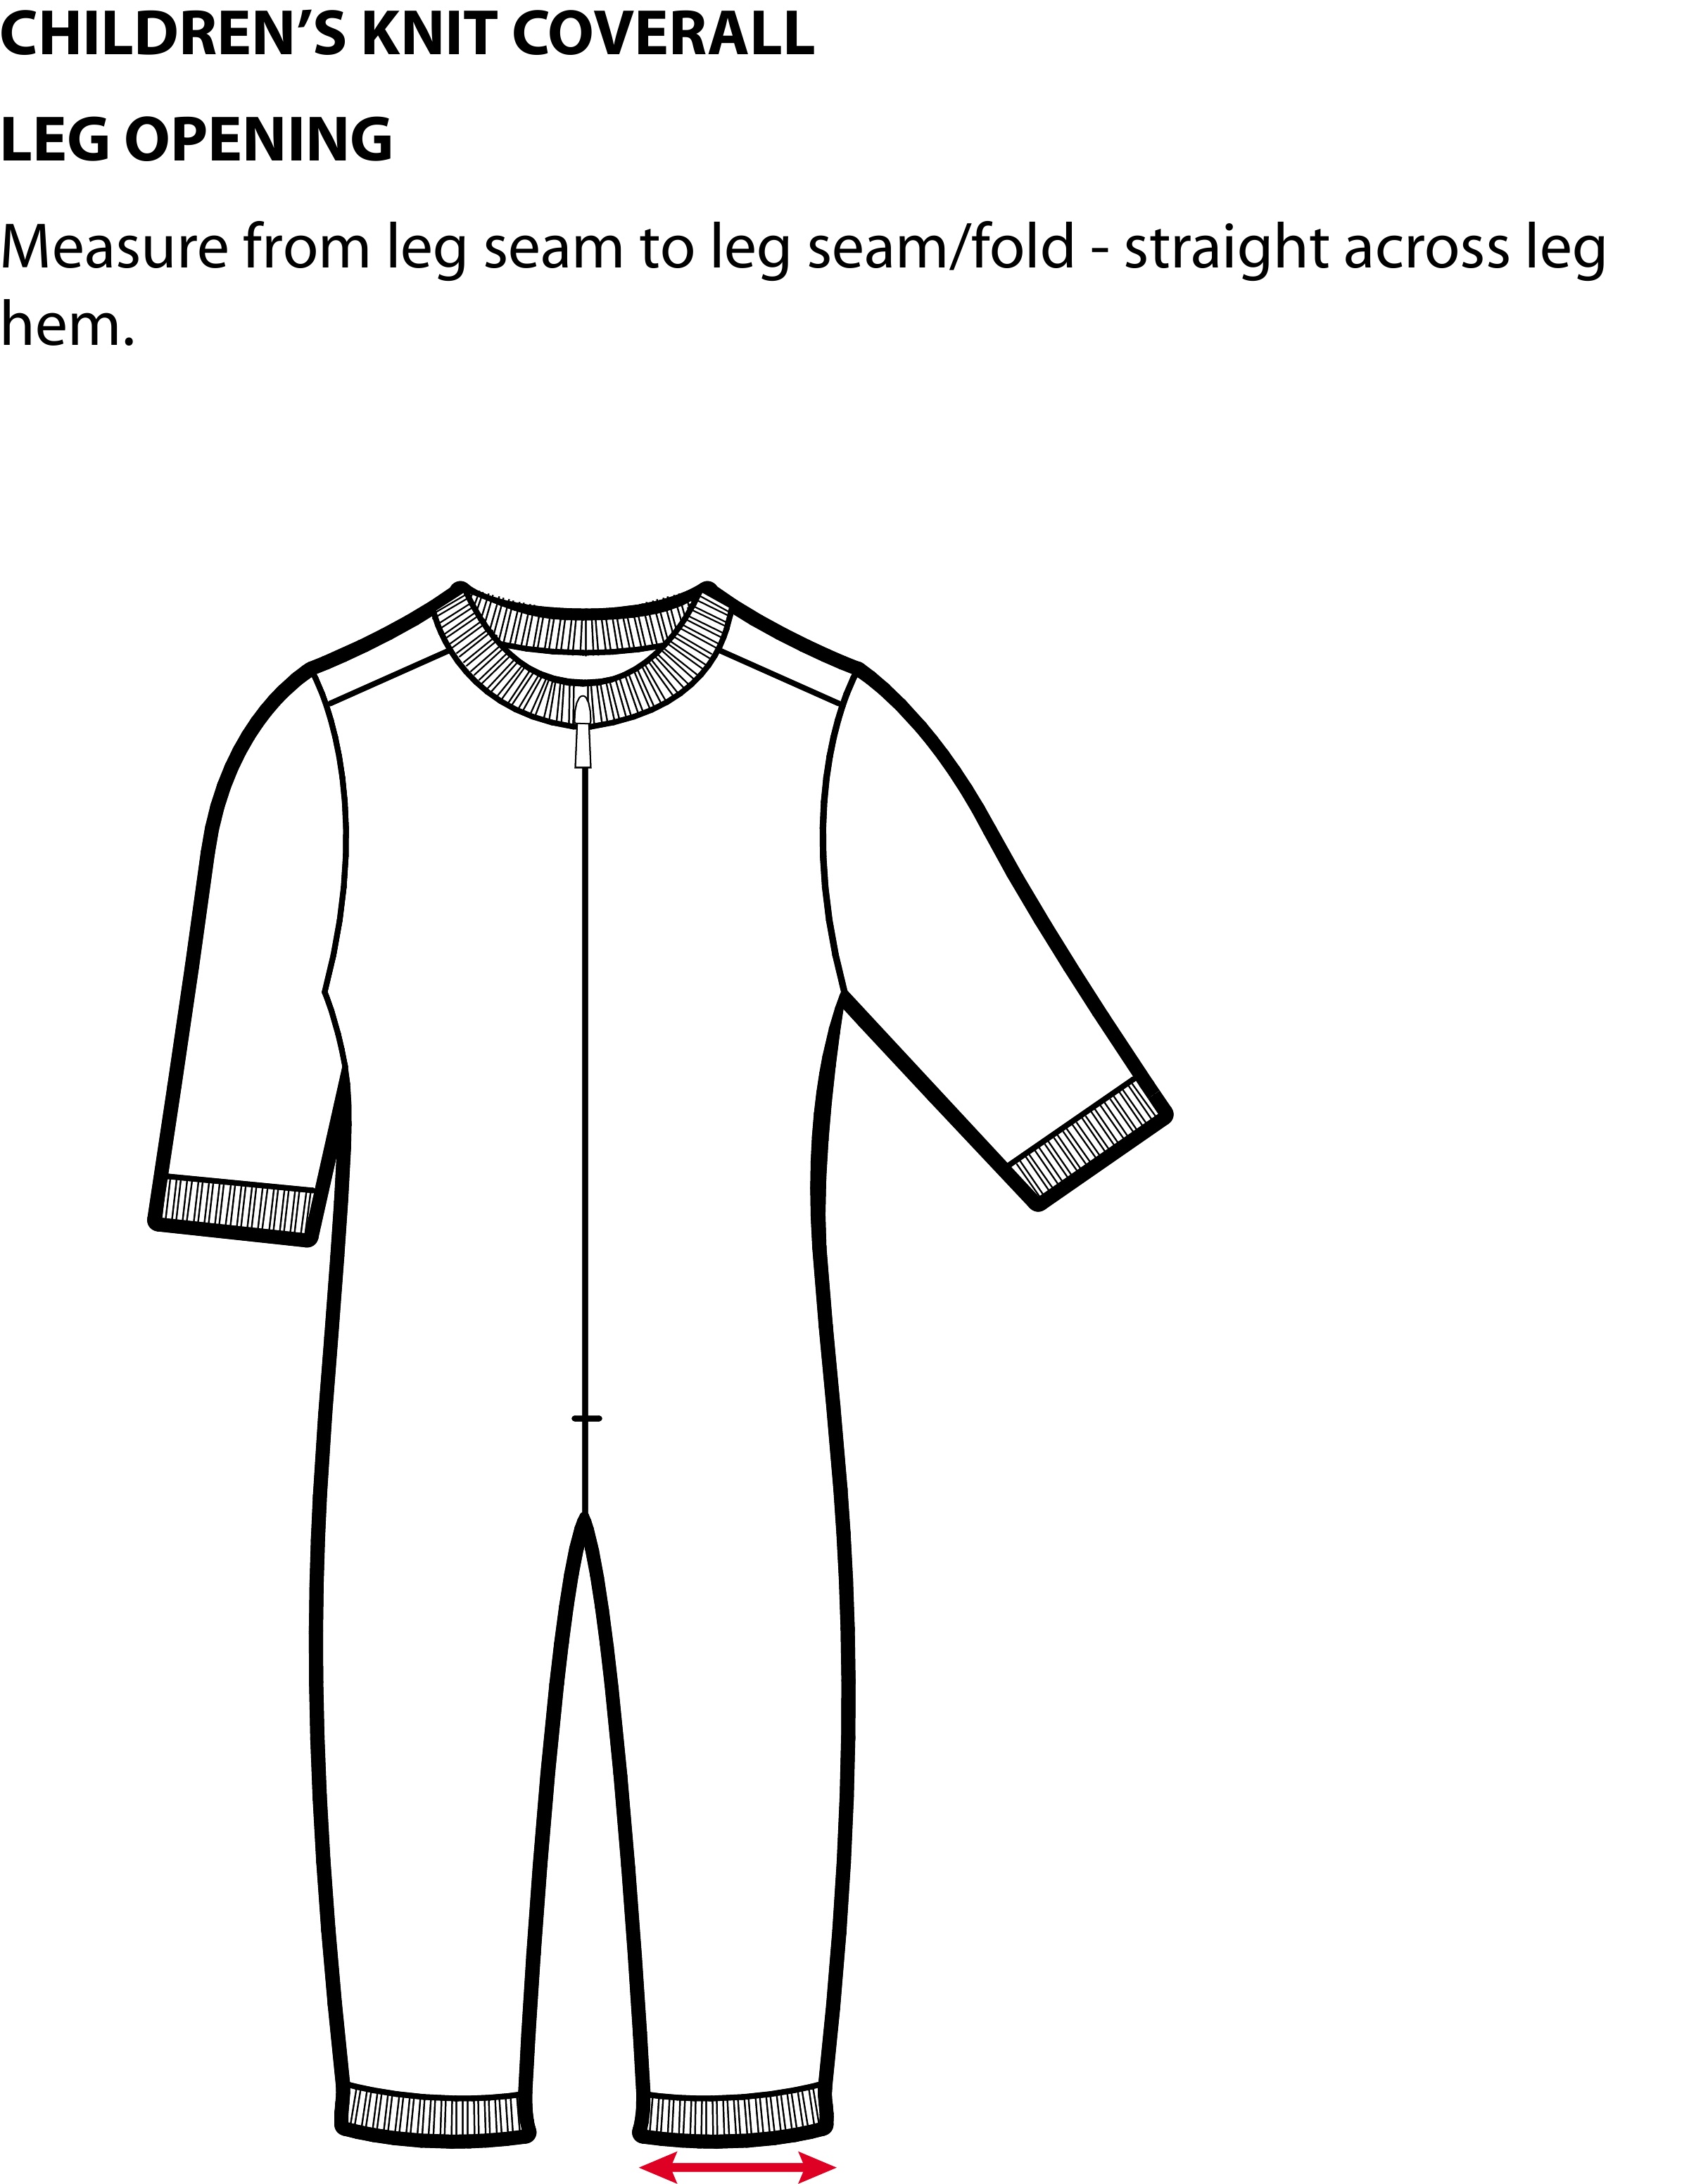 CHILDREN’S KNIT COVERALL
LEG OPENING
Measure from leg seam to leg seam/fold - straight across leg
hem.